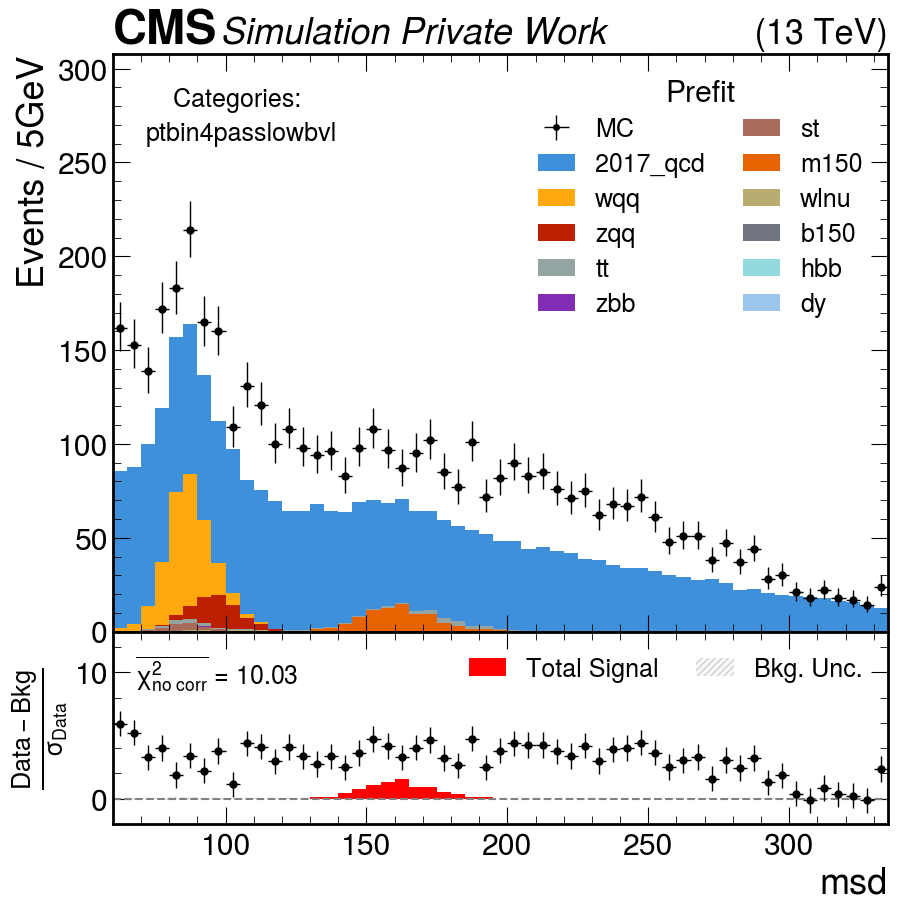 CMS Simulation Private Work (13 TeV)
Events / 5GeV
300
250
200
150
100
50
0
Categories:
ptbin4passlowbvl
Prefit
MC
2017_qcd
wqq
zqq
tt
zbb
st
m150
wlnu
b150
hbb
dy
Data – Bkg
σData
10
0
χ²no corr = 10.03
Total Signal
Bkg. Unc.
100 150 200 250 300
msd